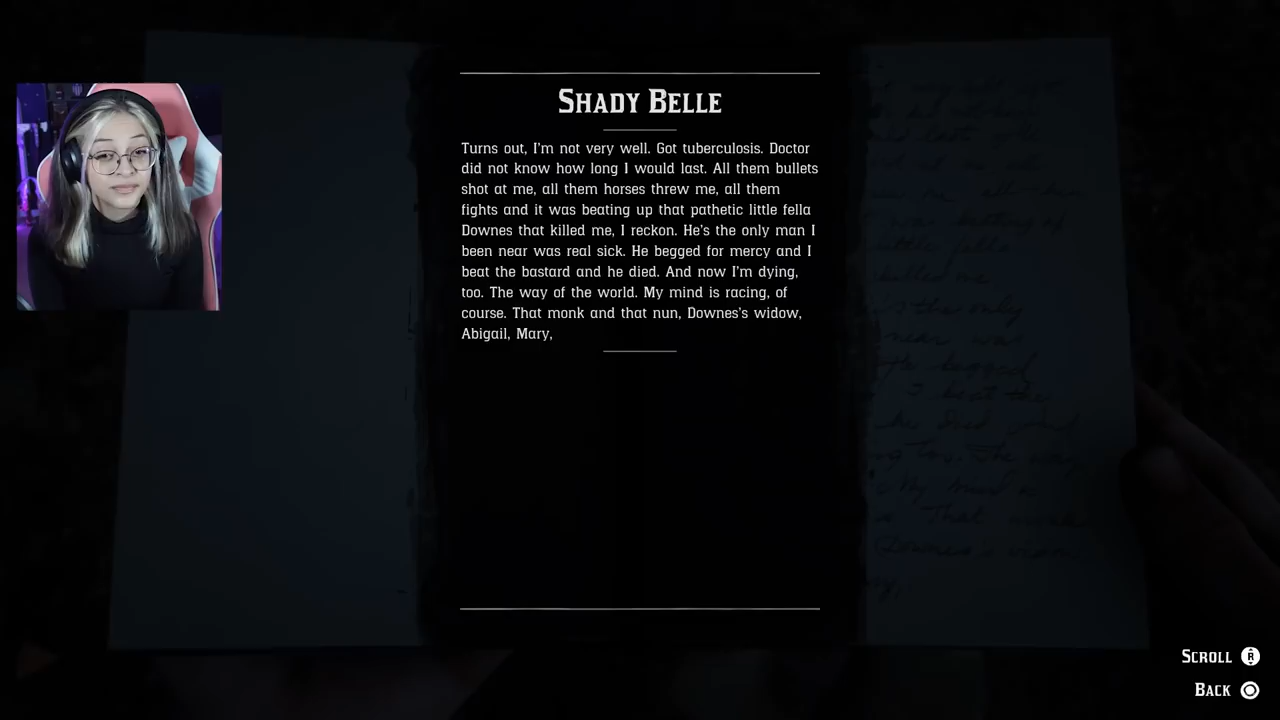 SHADY BELLE
Turns out, I'm not very well. Got tuberculosis. Doctor
did not know how long I would last. All them bullets
shot at me, all them horses threw me, all them
fights and it was beating up that pathetic little fella
Downes that killed me, I reckon. He's the only man I
been near was real sick. He begged for mercy and I
beat the bastard and he died. And now I'm dying,
too. The way of the world. My mind is racing, of
course. That monk and that nun, Downes's widow,
Abigail, Mary,
SCROLL R
BACK